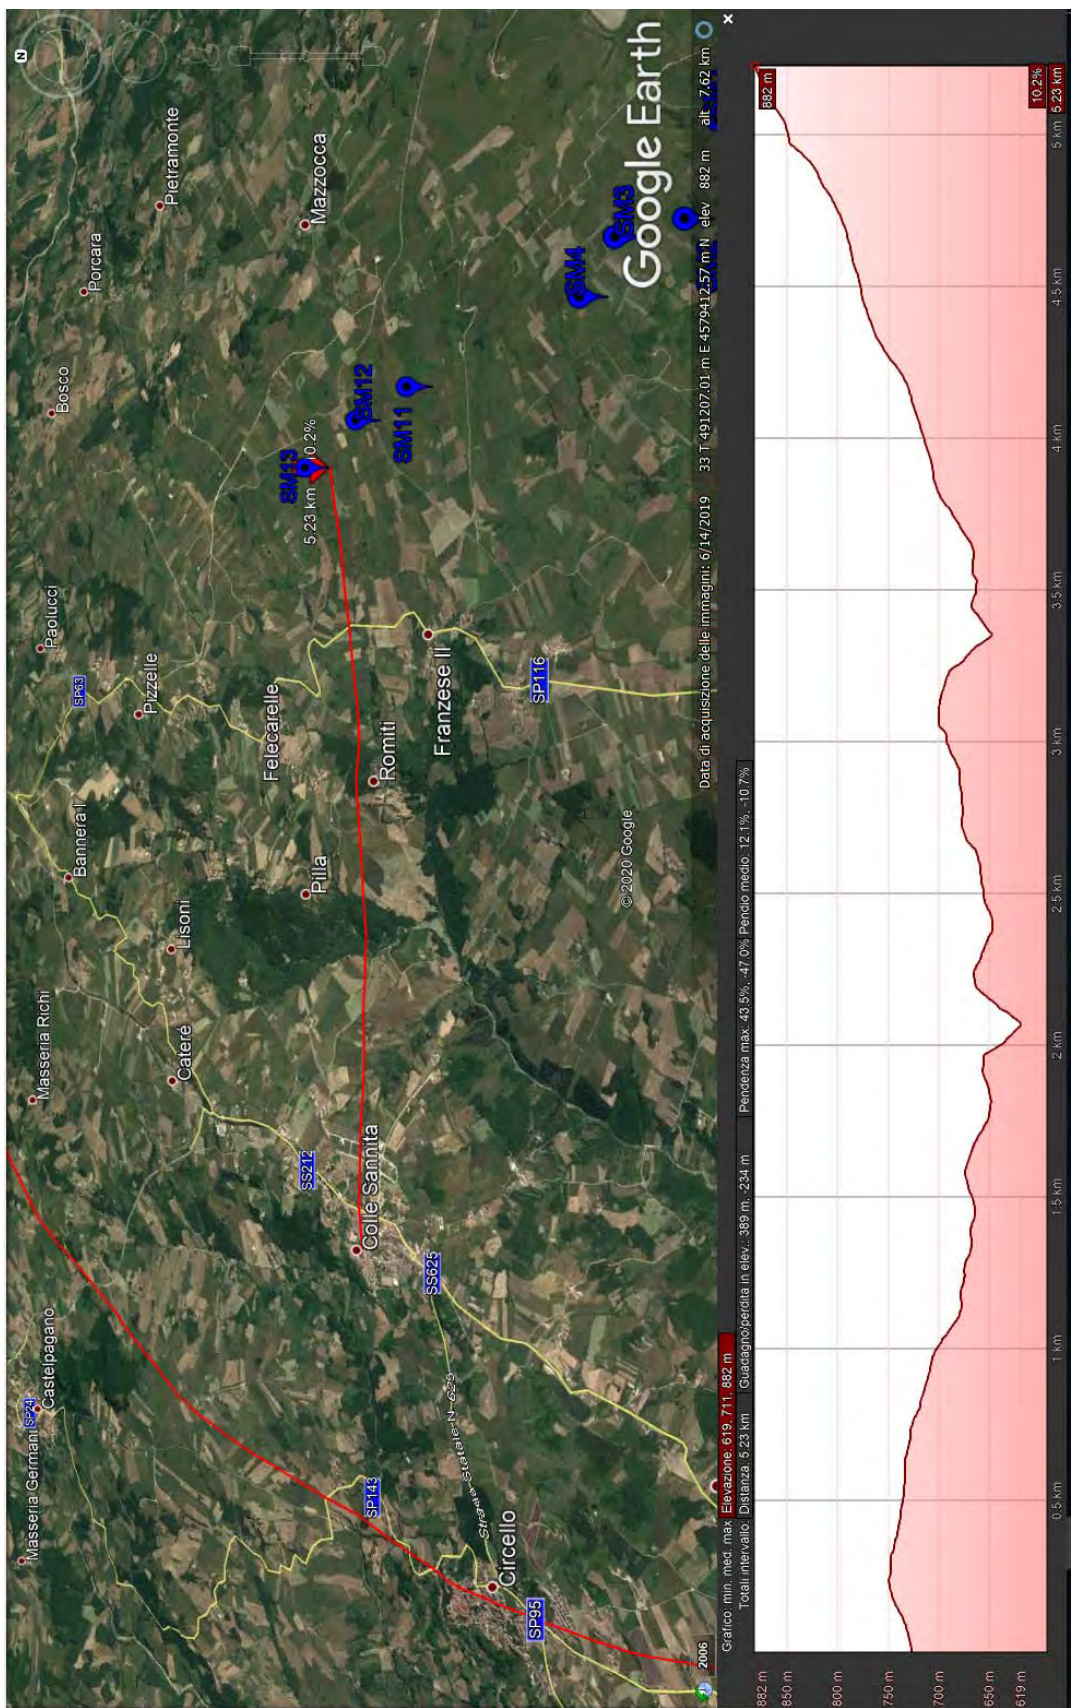 N
Masseria Germani
SP24
Castelpagano
Masseria Richi
Bannera I
SP63
Paolucci
Bosco
Porcara
Pietramonte
Cateré
Lisoni
Pizzelle
SS212
Pilla
Felecarelle
SM13
5.23 km
10.2%
Mazzocca
SP143
Colle Sannita
Romiti
SM12
SM11
SS625
Franzese II
Strada Statale N 625
Circello
SP95
SP116
SM4
SM3
Google Earth
© 2020 Google
2006
Data di acquisizione delle immagini: 6/14/2019 33 T 491207.01 m E 4579412.57 m N elev 882 m alt 7.62 km
Grafico: min, med, max Elevazione: 619, 711, 882 m
Totali intervallo: Distanza: 5.23 km Guadagno/perdita in elev.: 389 m, -234 m Pendenza max: 43.5%, -47.0% Pendio medio: 12.1%, -10.7%
882 m
882 m
850 m
800 m
750 m
700 m
650 m
619 m
10.2%
0.5 km
1 km
1.5 km
2 km
2.5 km
3 km
3.5 km
4 km
4.5 km
5 km
5.23 km